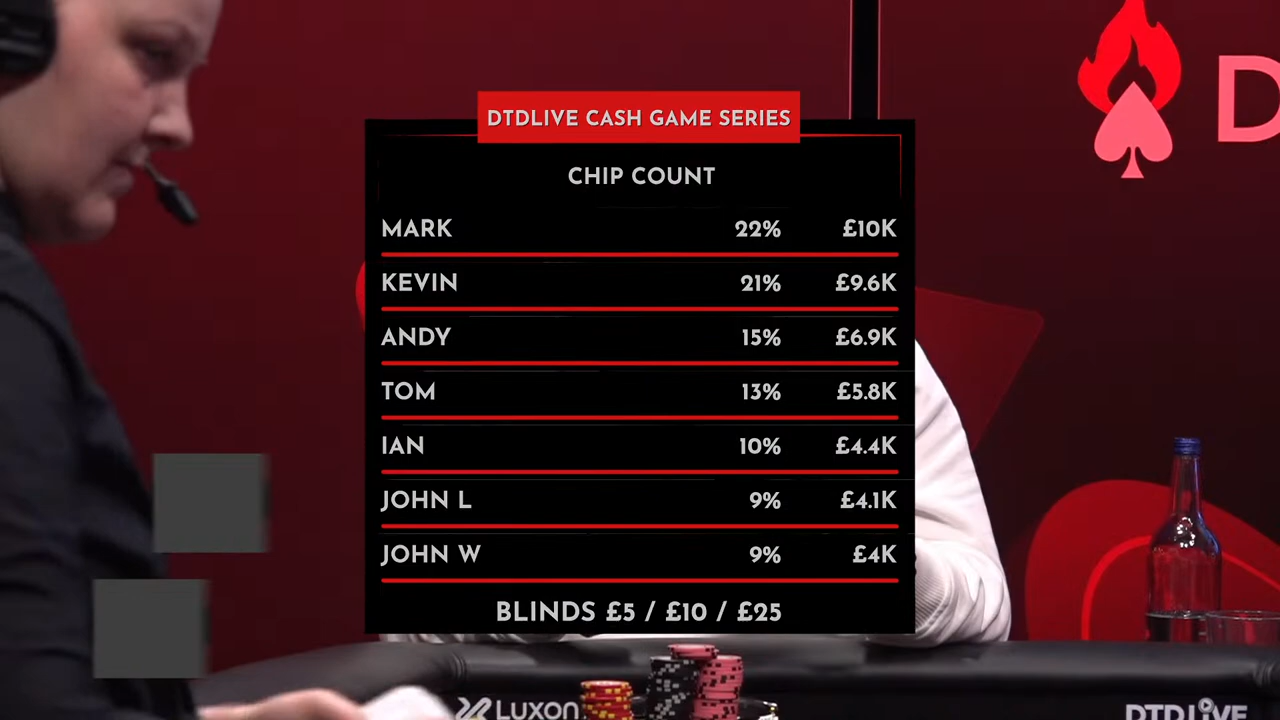 DTDLIVE CASH GAME SERIES
CHIP COUNT
MARK 22% £10K
KEVIN 21% £9.6K
ANDY 15% £6.9K
TOM 13% £5.8K
IAN 10% £4.4K
JOHN L 9% £4.1K
JOHN W 9% £4K
BLINDS £5 / £10 / £25
D
LUXON
DTDLIVE